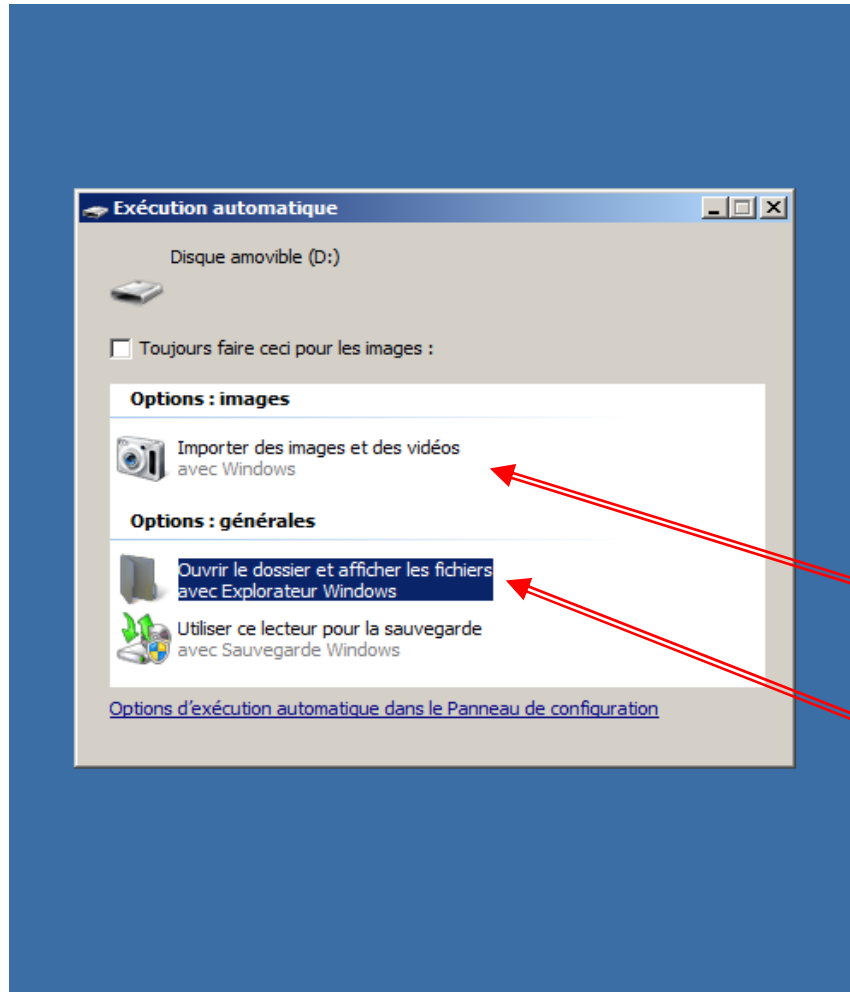 Exécution automatique
Disque amovible (D:)
Toujours faire ceci pour les images :
Options : images
Importer des images et des vidéos
avec Windows
Options : générales
Ouvrir le dossier et afficher les fichiers
avec Explorateur Windows
Utiliser ce lecteur pour la sauvegarde
avec Sauvegarde Windows
Options d’exécution automatique dans le Panneau de configuration